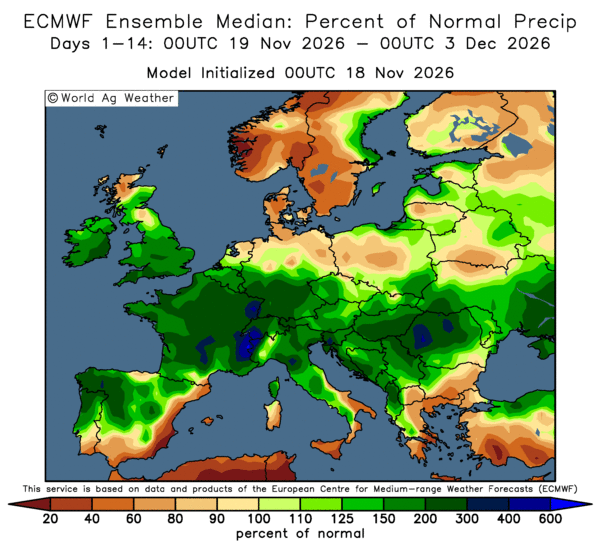 ECMWF Ensemble Median: Percent of Normal Precip
Days 1-14: 00UTC 19 Nov 2026 - 00UTC 3 Dec 2026
Model Initialized 00UTC 18 Nov 2026
© World Ag Weather
This service is based on data and products of the European Centre for Medium-range Weather Forecasts (ECMWF)
20 40 60 80 90 100 110 125 150 200 300 400 600
percent of normal